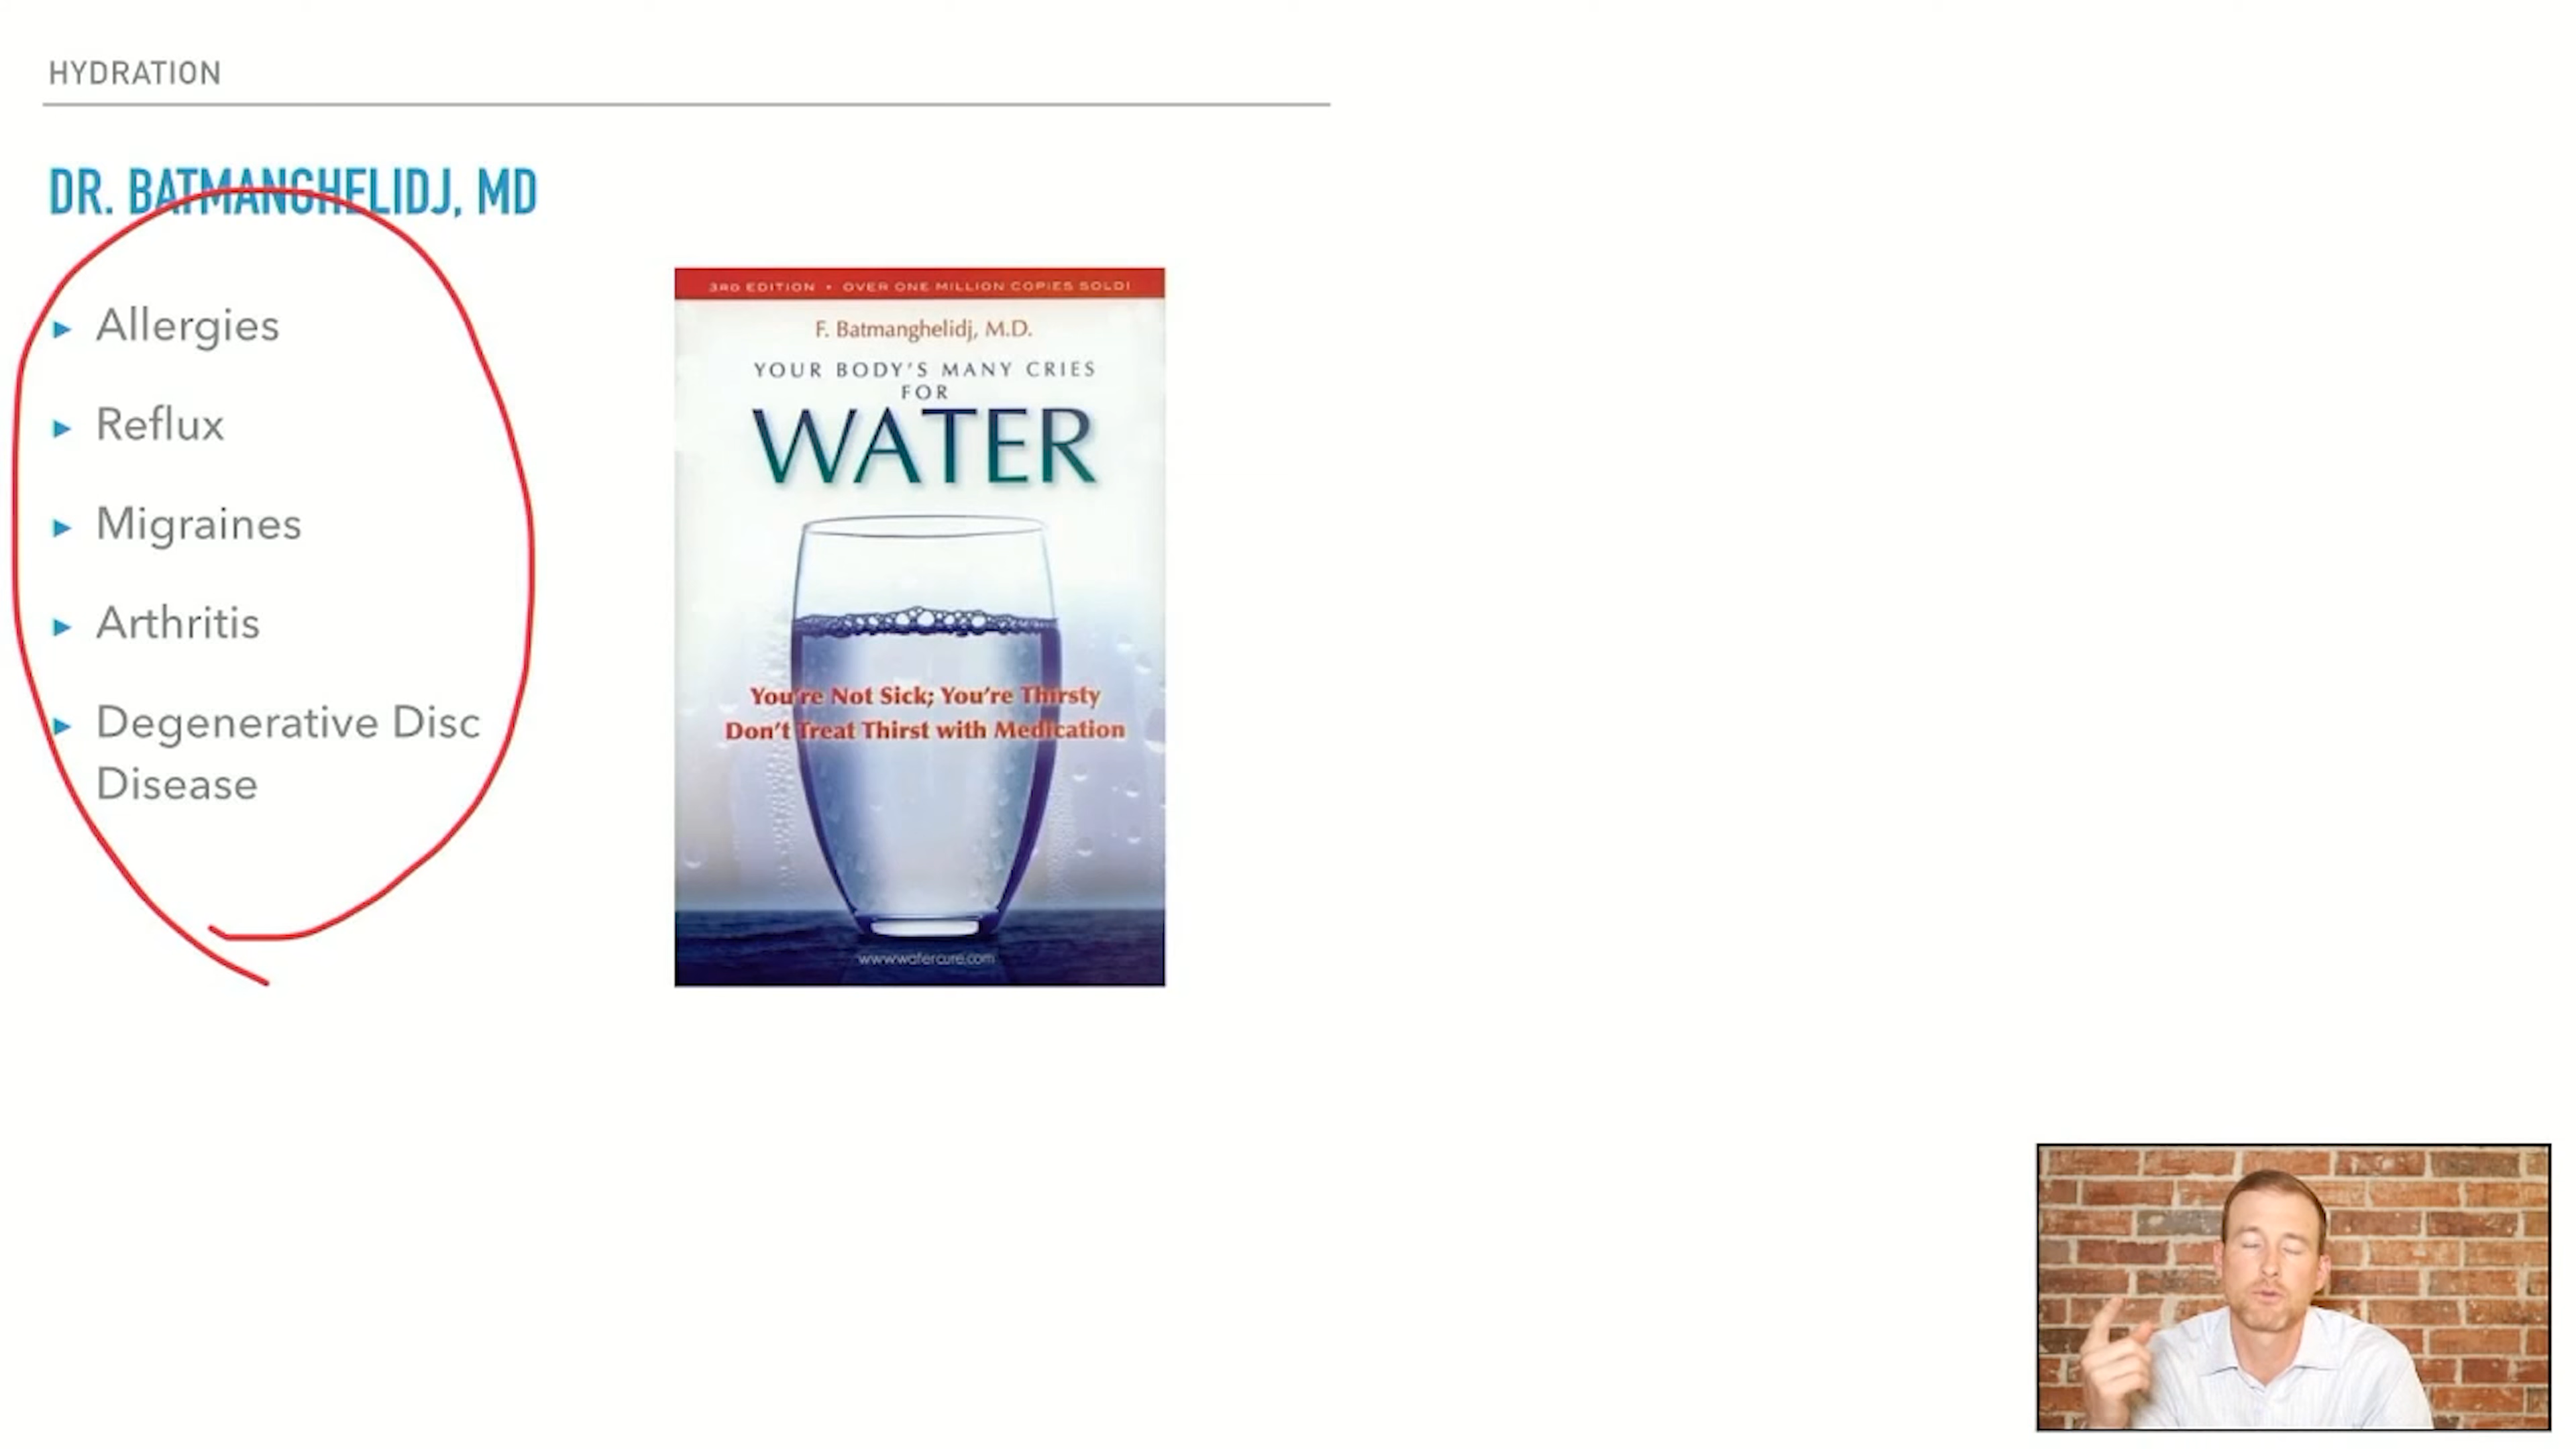 HYDRATION
DR. BATMANGHELIDJ, MD
Allergies
Reflux
Migraines
Arthritis
Degenerative Disc
Disease
3RD EDITION • OVER ONE MILLION COPIES SOLD!
F. Batmanghelidj, M.D.
YOUR BODY'S MANY CRIES
FOR
WATER
You're Not Sick; You're Thirsty
Don't Treat Thirst with Medication
www.watercure.com